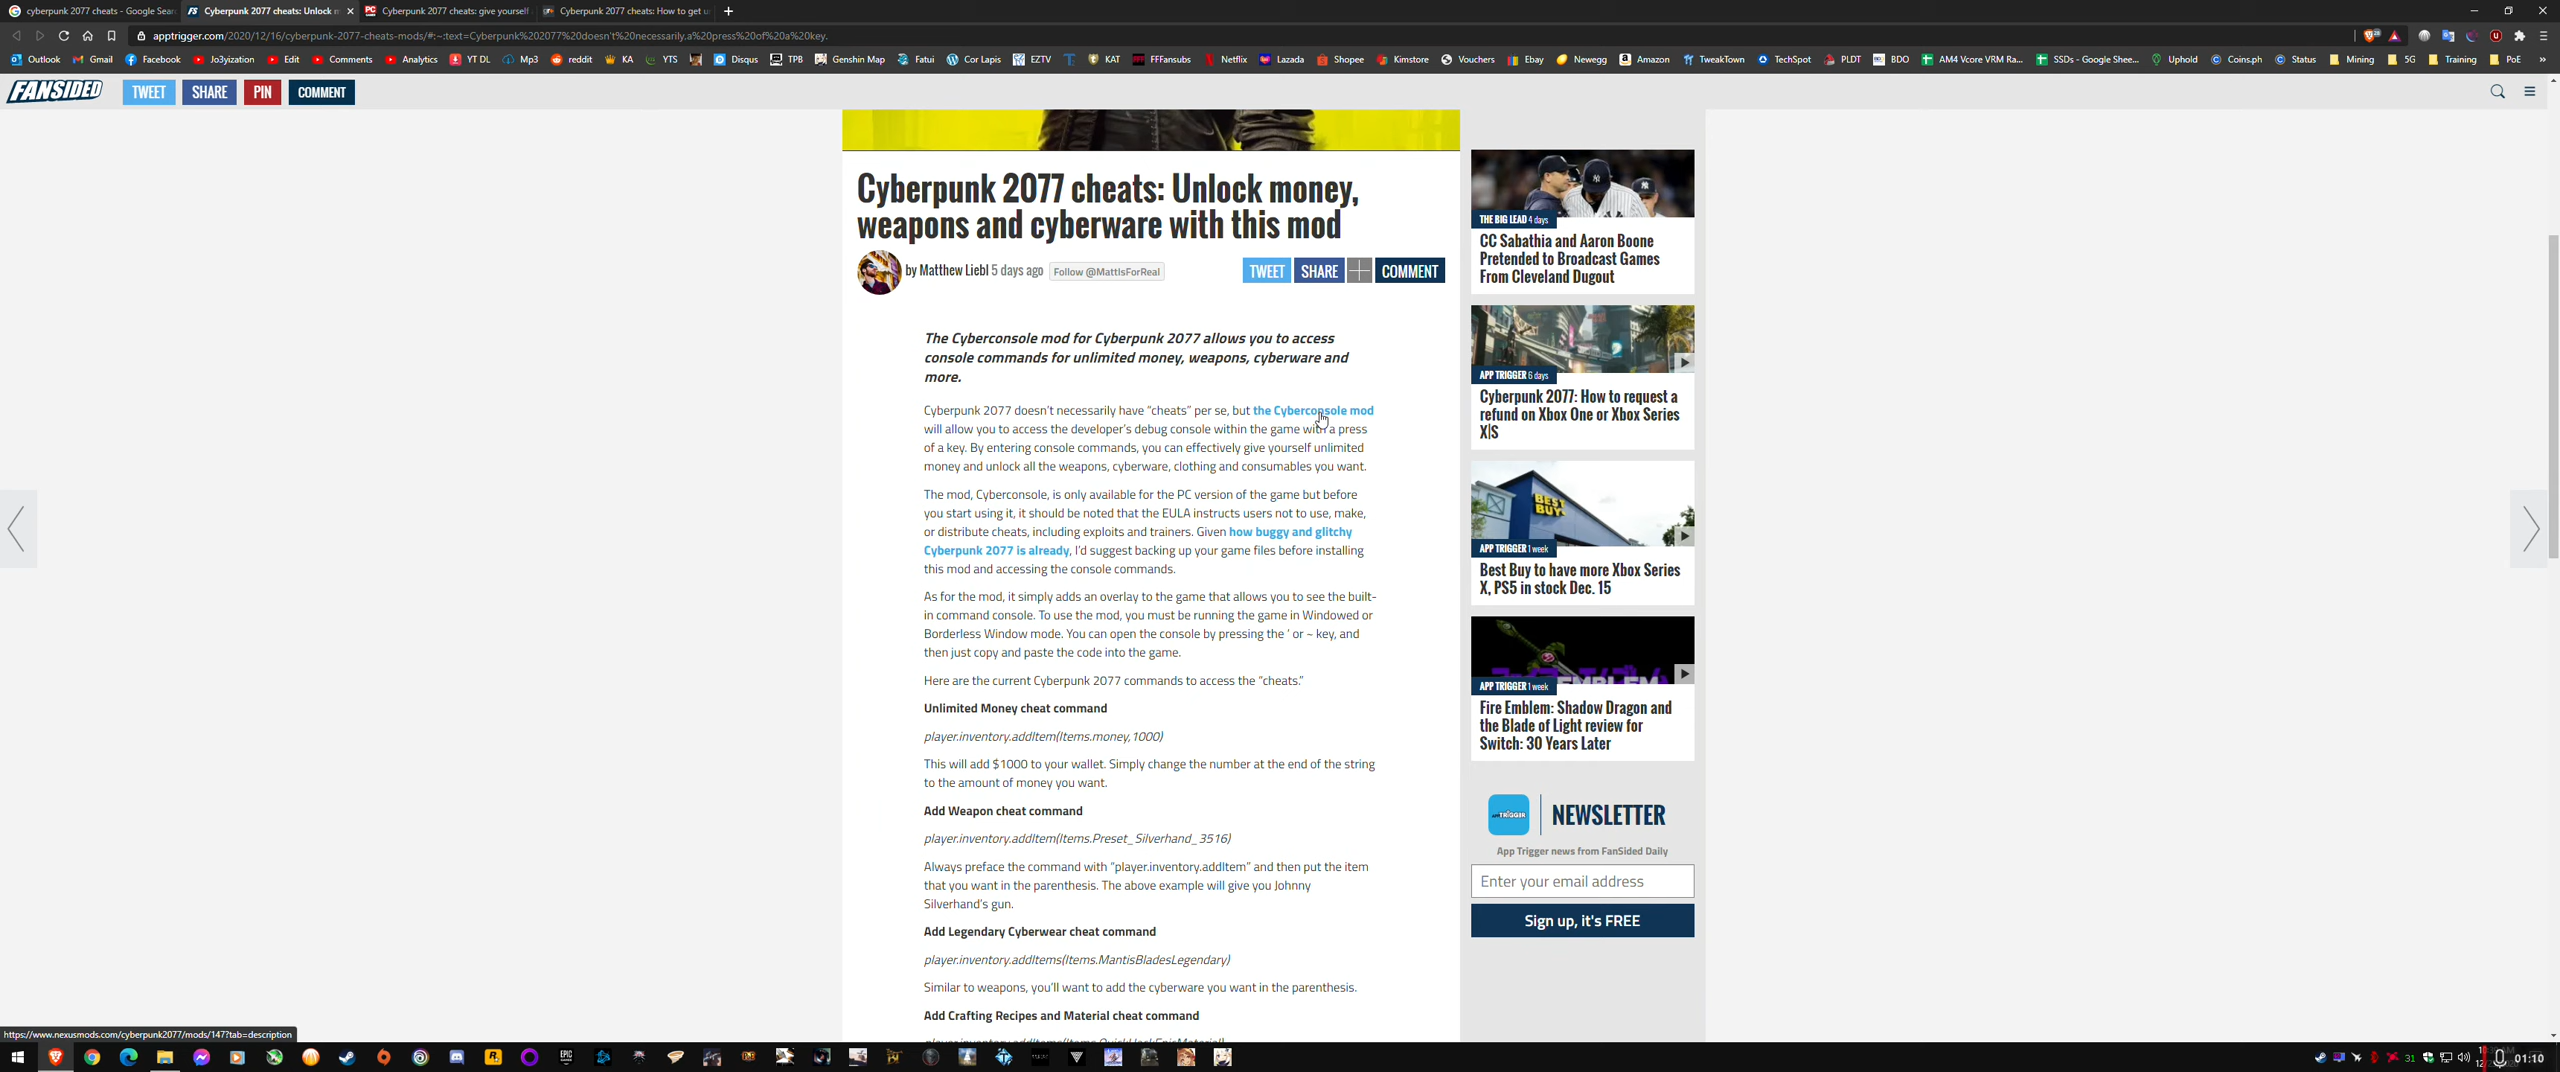 cyberpunk 2077 cheats - Google Sear
Cyberpunk 2077 cheats: Unlock m
Cyberpunk 2077 cheats: give yourself
Cyberpunk 2077 cheats: How to get u
apptrigger.com/2020/12/16/cyberpunk-2077-cheats-mods/#:~:text=Cyberpunk%202077%20doesn't%20necessarily,a%20press%20of%20a%20key.
Outlook Gmail Facebook Jo3yization Edit Comments Analytics YT DL Mp3 reddit KA YTS Disqus TPB Genshin Map Fatui Cor Lapis EZTV KAT FFFansubs Netflix Lazada Shopee Kimstore Vouchers Ebay Newegg Amazon TweakTown TechSpot PLDT BDO AM4 Vcore VRM Ra... SSDs - Google Shee... Uphold Coins.ph Status Mining 5G Training PoE »
FANSIDED TWEET SHARE PIN COMMENT
Cyberpunk 2077 cheats: Unlock money,
weapons and cyberware with this mod
by Matthew Liebl 5 days ago Follow @MattIsForReal
TWEET SHARE COMMENT
The Cyberconsole mod for Cyberpunk 2077 allows you to access
console commands for unlimited money, weapons, cyberware and
more.
Cyberpunk 2077 doesn't necessarily have "cheats" per se, but the Cyberconsole mod
will allow you to access the developer's debug console within the game with a press
of a key. By entering console commands, you can effectively give yourself unlimited
money and unlock all the weapons, cyberware, clothing and consumables you want.
The mod, Cyberconsole, is only available for the PC version of the game but before
you start using it, it should be noted that the EULA instructs users not to use, make,
or distribute cheats, including exploits and trainers. Given how buggy and glitchy
Cyberpunk 2077 is already, I'd suggest backing up your game files before installing
this mod and accessing the console commands.
As for the mod, it simply adds an overlay to the game that allows you to see the built-
in command console. To use the mod, you must be running the game in Windowed or
Borderless Window mode. You can open the console by pressing the ' or ~ key, and
then just copy and paste the code into the game.
Here are the current Cyberpunk 2077 commands to access the "cheats."
Unlimited Money cheat command
player.inventory.addItem(Items.money,1000)
This will add $1000 to your wallet. Simply change the number at the end of the string
to the amount of money you want.
Add Weapon cheat command
player.inventory.addItem(Items.Preset_Silverhand_3516)
Always preface the command with "player.inventory.addItem" and then put the item
that you want in the parenthesis. The above example will give you Johnny
Silverhand's gun.
Add Legendary Cyberwear cheat command
player.inventory.addItems(Items.MantisBladesLegendary)
Similar to weapons, you'll want to add the cyberware you want in the parenthesis.
Add Crafting Recipes and Material cheat command
THE BIG LEAD 4 days
CC Sabathia and Aaron Boone
Pretended to Broadcast Games
From Cleveland Dugout
APP TRIGGER 6 days
Cyberpunk 2077: How to request a
refund on Xbox One or Xbox Series
X|S
BEST
BUY
APP TRIGGER 1 week
Best Buy to have more Xbox Series
X, PS5 in stock Dec. 15
EMBLEM
APP TRIGGER 1 week
Fire Emblem: Shadow Dragon and
the Blade of Light review for
Switch: 30 Years Later
APP TRIGGER NEWSLETTER
App Trigger news from FanSided Daily
Enter your email address
Sign up, it's FREE
https://www.nexusmods.com/cyberpunk2077/mods/147?tab=description
31
01:10